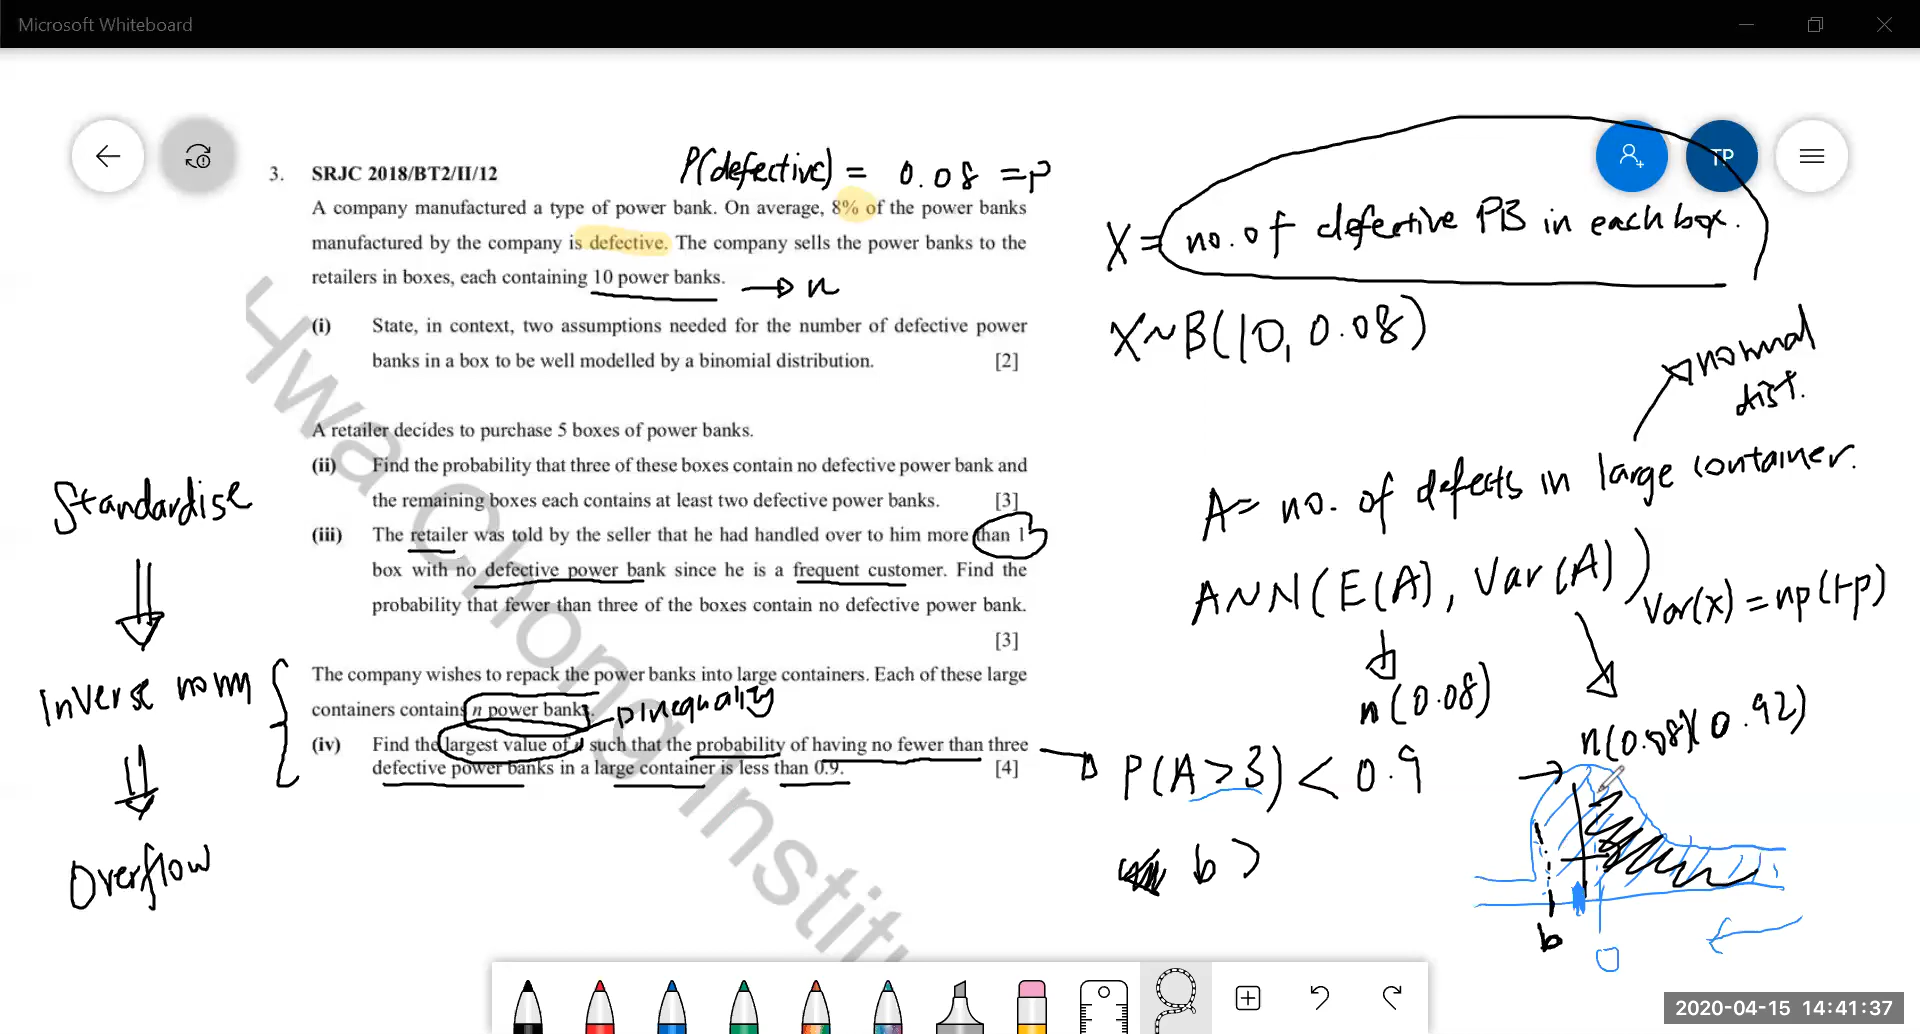 Microsoft Whiteboard
TP
3. SRJC 2018/BT2/II/12
P(defective) = 0.08 = p
A company manufactured a type of power bank. On average, 8% of the power banks
manufactured by the company is defective. The company sells the power banks to the
retailers in boxes, each containing 10 power banks.
→ n
(i) State, in context, two assumptions needed for the number of defective power
banks in a box to be well modelled by a binomial distribution. [2]
A retailer decides to purchase 5 boxes of power banks.
(ii) Find the probability that three of these boxes contain no defective power bank and
the remaining boxes each contains at least two defective power banks. [3]
(iii) The retailer was told by the seller that he had handled over to him more than 1
box with no defective power bank since he is a frequent customer. Find the
probability that fewer than three of the boxes contain no defective power bank.
[3]
The company wishes to repack the power banks into large containers. Each of these large
containers contains n power banks.
inequality
(iv) Find the largest value of n such that the probability of having no fewer than three
defective power banks in a large container is less than 0.9. [4]
Standardise
Inverse norm
Overflow
X = no. of defective PB in each box.
X~B(10, 0.08)
normal
dist.
A = no. of defects in large container.
A~N(E(A), Var(A))
Var(X) = np(1-p)
n(0.08)
n(0.08)(0.92)
P(A > 3) < 0.9
b >
b
0
Hwa Chong Institu
2020-04-15 14:41:37